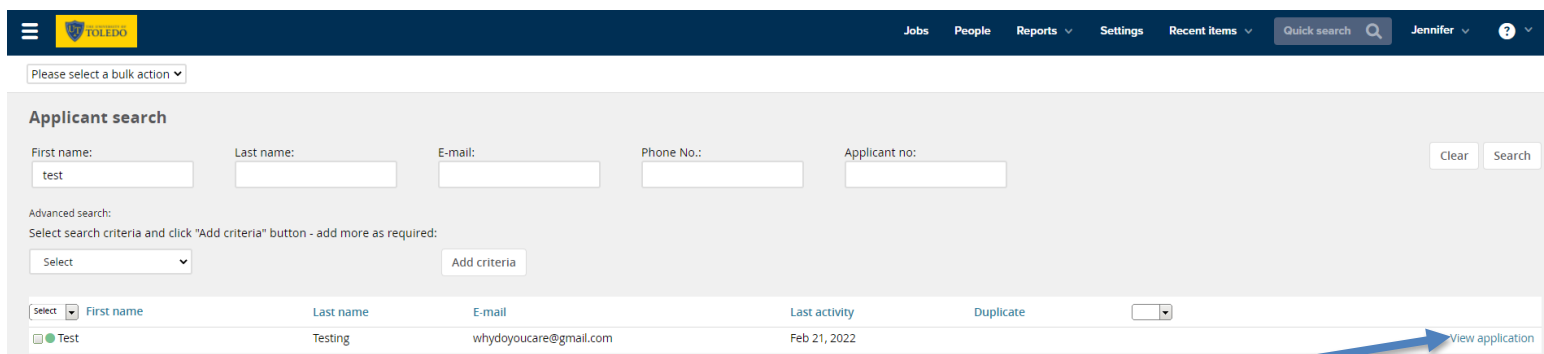 THE UNIVERSITY OF TOLEDO Jobs People Reports Settings Recent items Quick search Jennifer ?
Please select a bulk action
Applicant search
First name: Last name: E-mail: Phone No.: Applicant no:
test Clear Search
Advanced search:
Select search criteria and click "Add criteria" button - add more as required:
Select Add criteria
Select First name Last name E-mail Last activity Duplicate
Test Testing whydoyoucare@gmail.com Feb 21, 2022 View application